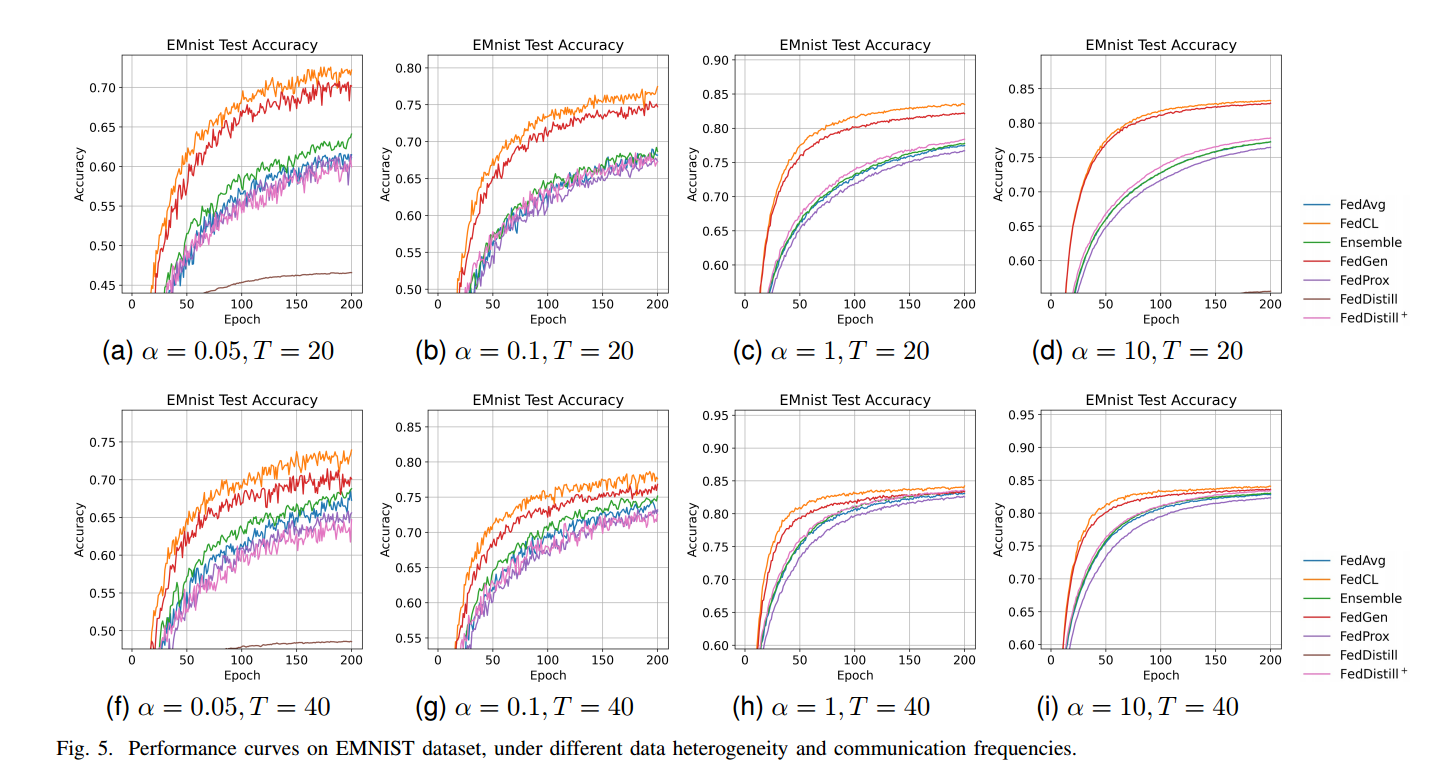 EMnist Test Accuracy
Accuracy
0.70
0.65
0.60
0.55
0.50
0.45
0 50 100 150 200
Epoch
(a) α = 0.05, T = 20
EMnist Test Accuracy
Accuracy
0.80
0.75
0.70
0.65
0.60
0.55
0.50
0 50 100 150 200
Epoch
(b) α = 0.1, T = 20
EMnist Test Accuracy
Accuracy
0.90
0.85
0.80
0.75
0.70
0.65
0.60
0 50 100 150 200
Epoch
(c) α = 1, T = 20
EMnist Test Accuracy
Accuracy
0.85
0.80
0.75
0.70
0.65
0.60
0 50 100 150 200
Epoch
(d) α = 10, T = 20
FedAvg
FedCL
Ensemble
FedGen
FedProx
FedDistill
FedDistill⁺
EMnist Test Accuracy
Accuracy
0.75
0.70
0.65
0.60
0.55
0.50
0 50 100 150 200
Epoch
(f) α = 0.05, T = 40
EMnist Test Accuracy
Accuracy
0.85
0.80
0.75
0.70
0.65
0.60
0.55
0 50 100 150 200
Epoch
(g) α = 0.1, T = 40
EMnist Test Accuracy
Accuracy
0.95
0.90
0.85
0.80
0.75
0.70
0.65
0.60
0 50 100 150 200
Epoch
(h) α = 1, T = 40
EMnist Test Accuracy
Accuracy
0.95
0.90
0.85
0.80
0.75
0.70
0.65
0.60
0 50 100 150 200
Epoch
(i) α = 10, T = 40
FedAvg
FedCL
Ensemble
FedGen
FedProx
FedDistill
FedDistill⁺
Fig. 5. Performance curves on EMNIST dataset, under different data heterogeneity and communication frequencies.